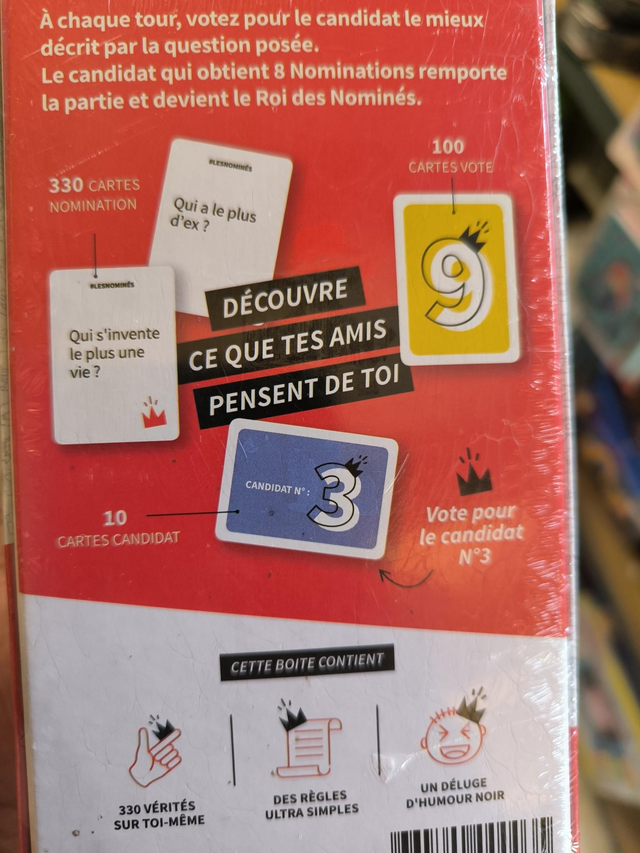 À chaque tour, votez pour le candidat le mieux
décrit par la question posée.
Le candidat qui obtient 8 Nominations remporte
la partie et devient le Roi des Nominés.
330 CARTES
NOMINATION
100
CARTES VOTE
#LESNOMINÉS
Qui a le plus
d'ex ?
9
#LESNOMINÉS
Qui s'invente
le plus une
vie ?
DÉCOUVRE
CE QUE TES AMIS
PENSENT DE TOI
CANDIDAT N° : 3
10
CARTES CANDIDAT
Vote pour
le candidat
N°3
CETTE BOITE CONTIENT
330 VÉRITÉS
SUR TOI-MÊME
DES RÈGLES
ULTRA SIMPLES
UN DÉLUGE
D'HUMOUR NOIR